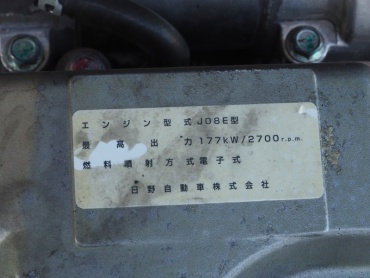 エンジン型式J08E型
最高出力177kW/2700r.p.m.
燃料噴射方式電子式
日野自動車株式会社